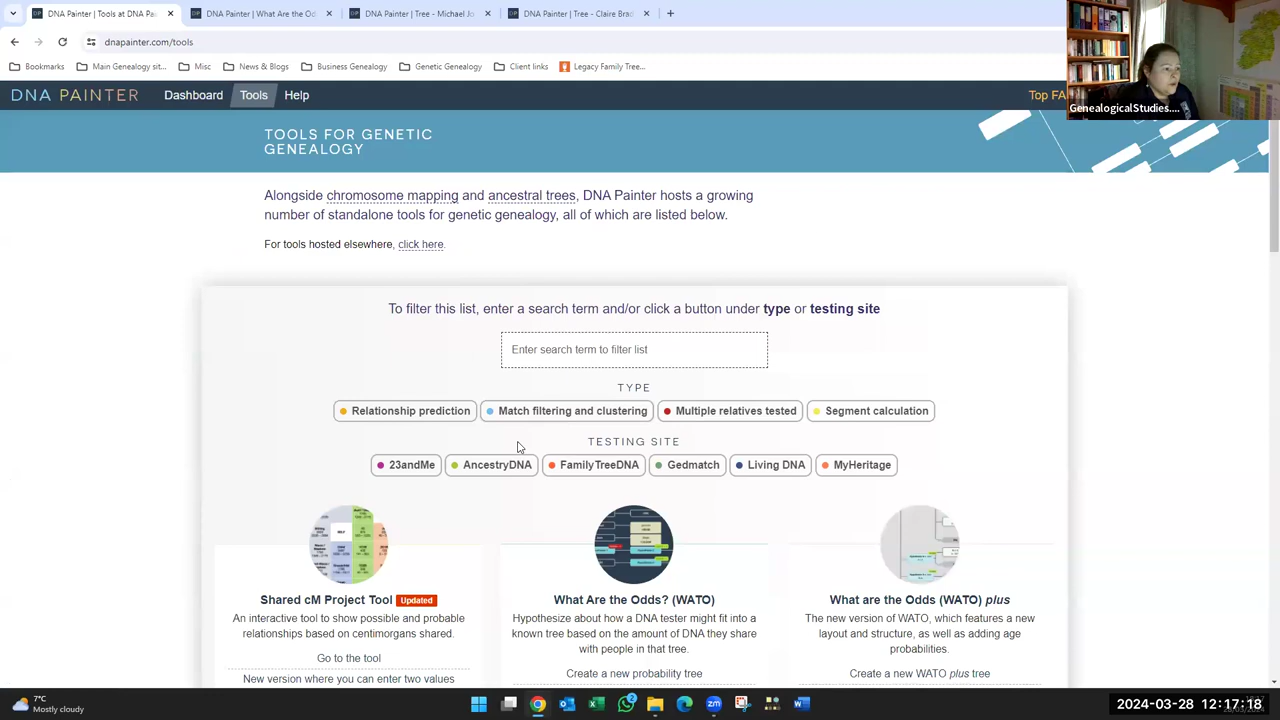 DNA Painter | Tools at DNA Pa
DNA Painter | What Are the Od
DNA Painter | Tree - Michael Jo
DNA Painter | Tree - Claire Brad
dnapainter.com/tools
Bookmarks
Main Genealogy sit...
Misc
News & Blogs
Business Genealogy
Genetic Genealogy
Client links
Legacy Family Tree...
DNA PAINTER
Dashboard
Tools
Help
Top FA
GenealogicalStudies....
TOOLS FOR GENETIC
GENEALOGY
Alongside chromosome mapping and ancestral trees, DNA Painter hosts a growing
number of standalone tools for genetic genealogy, all of which are listed below.
For tools hosted elsewhere, click here.
To filter this list, enter a search term and/or click a button under type or testing site
Enter search term to filter list
TYPE
Relationship prediction
Match filtering and clustering
Multiple relatives tested
Segment calculation
TESTING SITE
23andMe
AncestryDNA
FamilyTreeDNA
Gedmatch
Living DNA
MyHeritage
Shared cM Project Tool Updated
An interactive tool to show possible and probable
relationships based on centimorgans shared.
Go to the tool
New version where you can enter two values
What Are the Odds? (WATO)
Hypothesize about how a DNA tester might fit into a
known tree based on the amount of DNA they share
with people in that tree.
Create a new probability tree
What are the Odds (WATO) plus
The new version of WATO, which features a new
layout and structure, as well as adding age
probabilities.
Create a new WATO plus tree
7°C
Mostly cloudy
2
2024-03-28 12:17:18